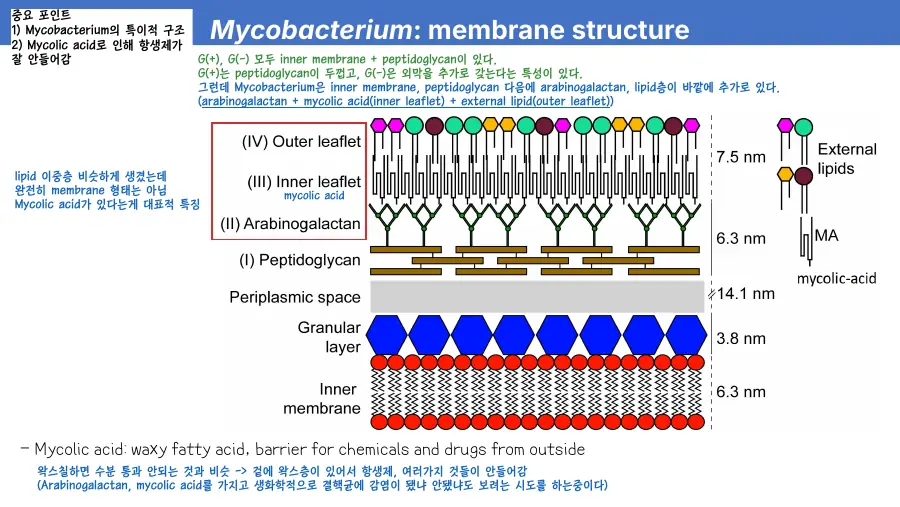 중요 포인트
1) Mycobacterium의 특이적 구조
2) Mycolic acid로 인해 항생제가
잘 안들어감
Mycobacterium: membrane structure
G(+), G(-) 모두 inner membrane + peptidoglycan이 있다.
G(+)는 peptidoglycan이 두껍고, G(-)은 외막을 추가로 갖는다는 특성이 있다.
그런데 Mycobacterium은 inner membrane, peptidoglycan 다음에 arabinogalactan, lipid층이 바깥에 추가로 있다.
(arabinogalactan + mycolic acid(inner leaflet) + external lipid(outer leaflet))
lipid 이중층 비슷하게 생겼는데
완전히 membrane 형태는 아님
Mycolic acid가 있다는게 대표적 특징
(IV) Outer leaflet
(III) Inner leaflet
mycolic acid
(II) Arabinogalactan
(I) Peptidoglycan
Periplasmic space
Granular
layer
Inner
membrane
7.5 nm
6.3 nm
14.1 nm
3.8 nm
6.3 nm
External
lipids
MA
mycolic-acid
- Mycolic acid: waxy fatty acid, barrier for chemicals and drugs from outside
왁스칠하면 수분 통과 안되는 것과 비슷 -> 겉에 왁스층이 있어서 항생제, 여러가지 것들이 안들어감
(Arabinogalactan, mycolic acid를 가지고 생화학적으로 결핵균에 감염이 됐냐 안됐냐도 보려는 시도를 하는중이다)